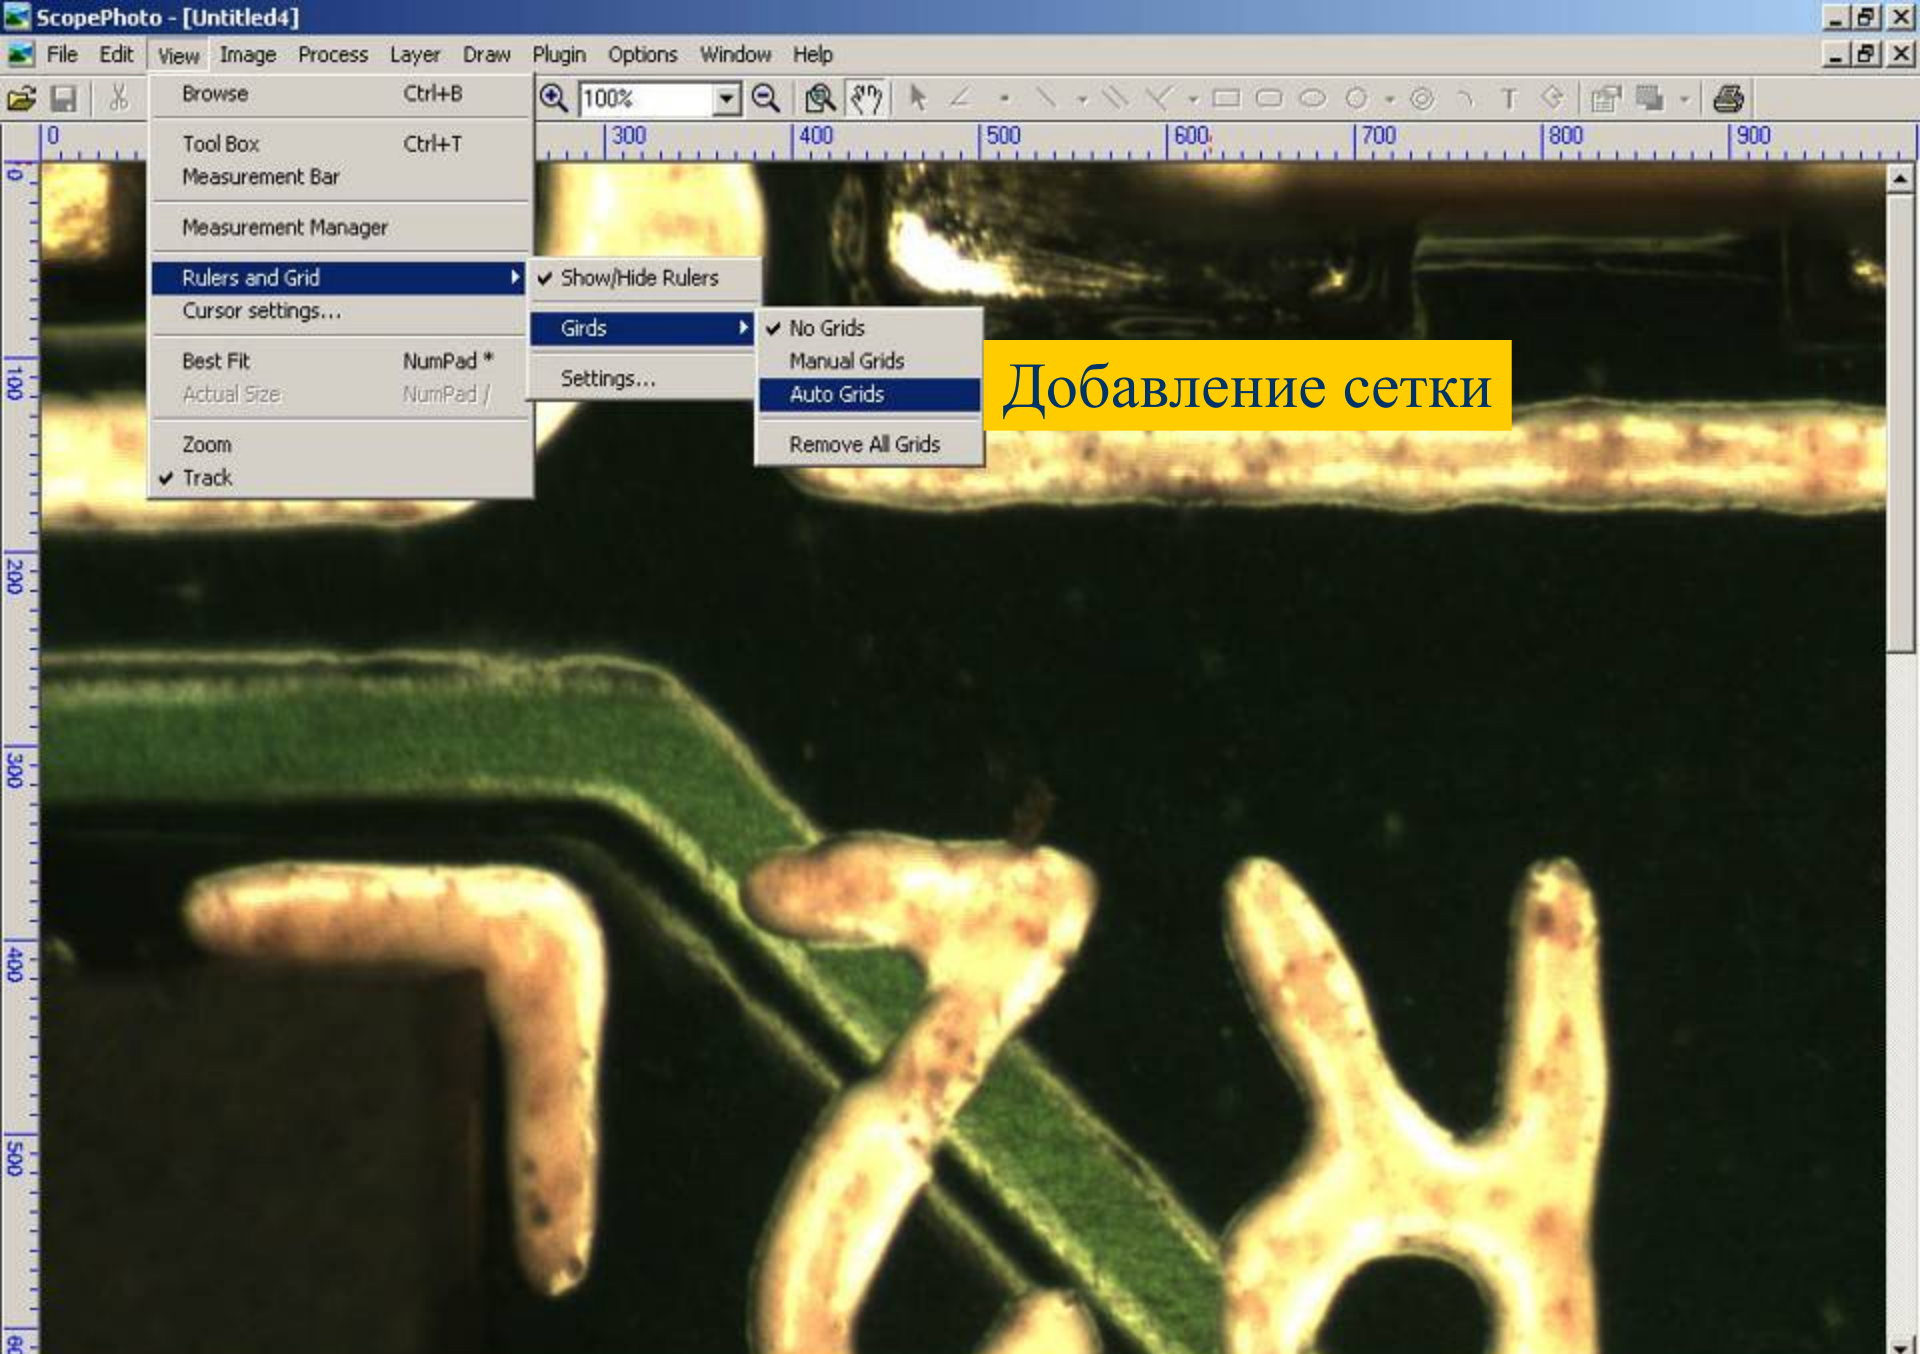 ScopePhoto - [Untitled4]
File Edit View Image Process Layer Draw Plugin Options Window Help
100%
Browse Ctrl+B
Tool Box Ctrl+T
Measurement Bar
Measurement Manager
Rulers and Grid
Cursor settings...
Best Fit NumPad *
Actual Size NumPad /
Zoom
Track
Show/Hide Rulers
Girds
Settings...
No Grids
Manual Grids
Auto Grids
Remove All Grids
Добавление сетки
0 300 400 500 600 700 800 900
0
100
200
300
400
500